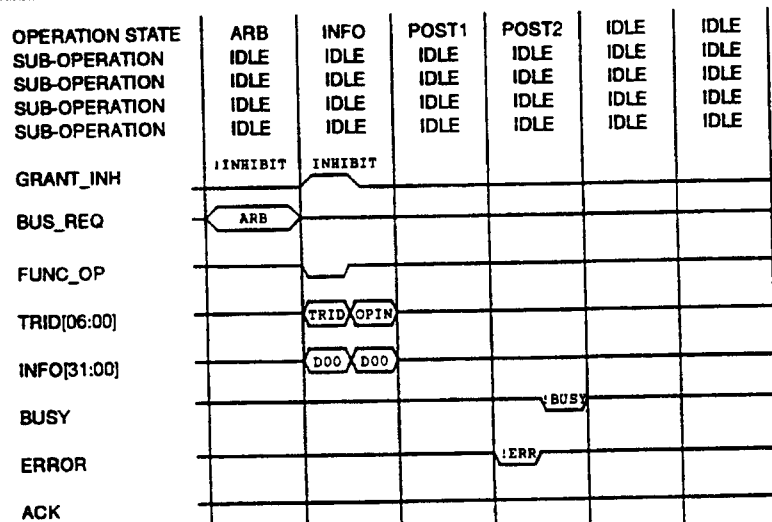 OPERATION STATE ARB INFO POST1 POST2 IDLE IDLE
SUB-OPERATION IDLE IDLE IDLE IDLE IDLE IDLE
SUB-OPERATION IDLE IDLE IDLE IDLE IDLE IDLE
SUB-OPERATION IDLE IDLE IDLE IDLE IDLE IDLE
SUB-OPERATION IDLE IDLE IDLE IDLE IDLE IDLE
GRANT_INH !INHIBIT INHIBIT
BUS_REQ ARB
FUNC_OP
TRID[06:00] TRID OPIN
INFO[31:00] D00 D00
BUSY !BUSY
ERROR !ERR
ACK